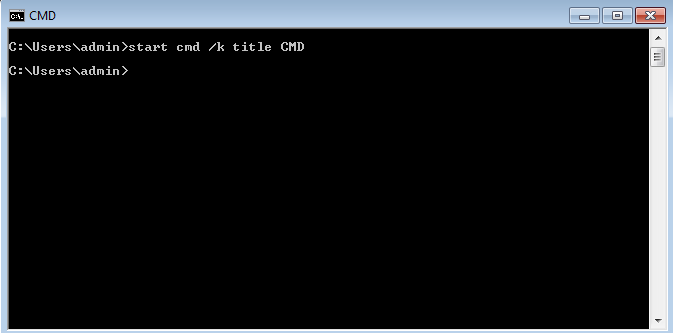 CMD
C:\Users\admin>start cmd /k title CMD
C:\Users\admin>